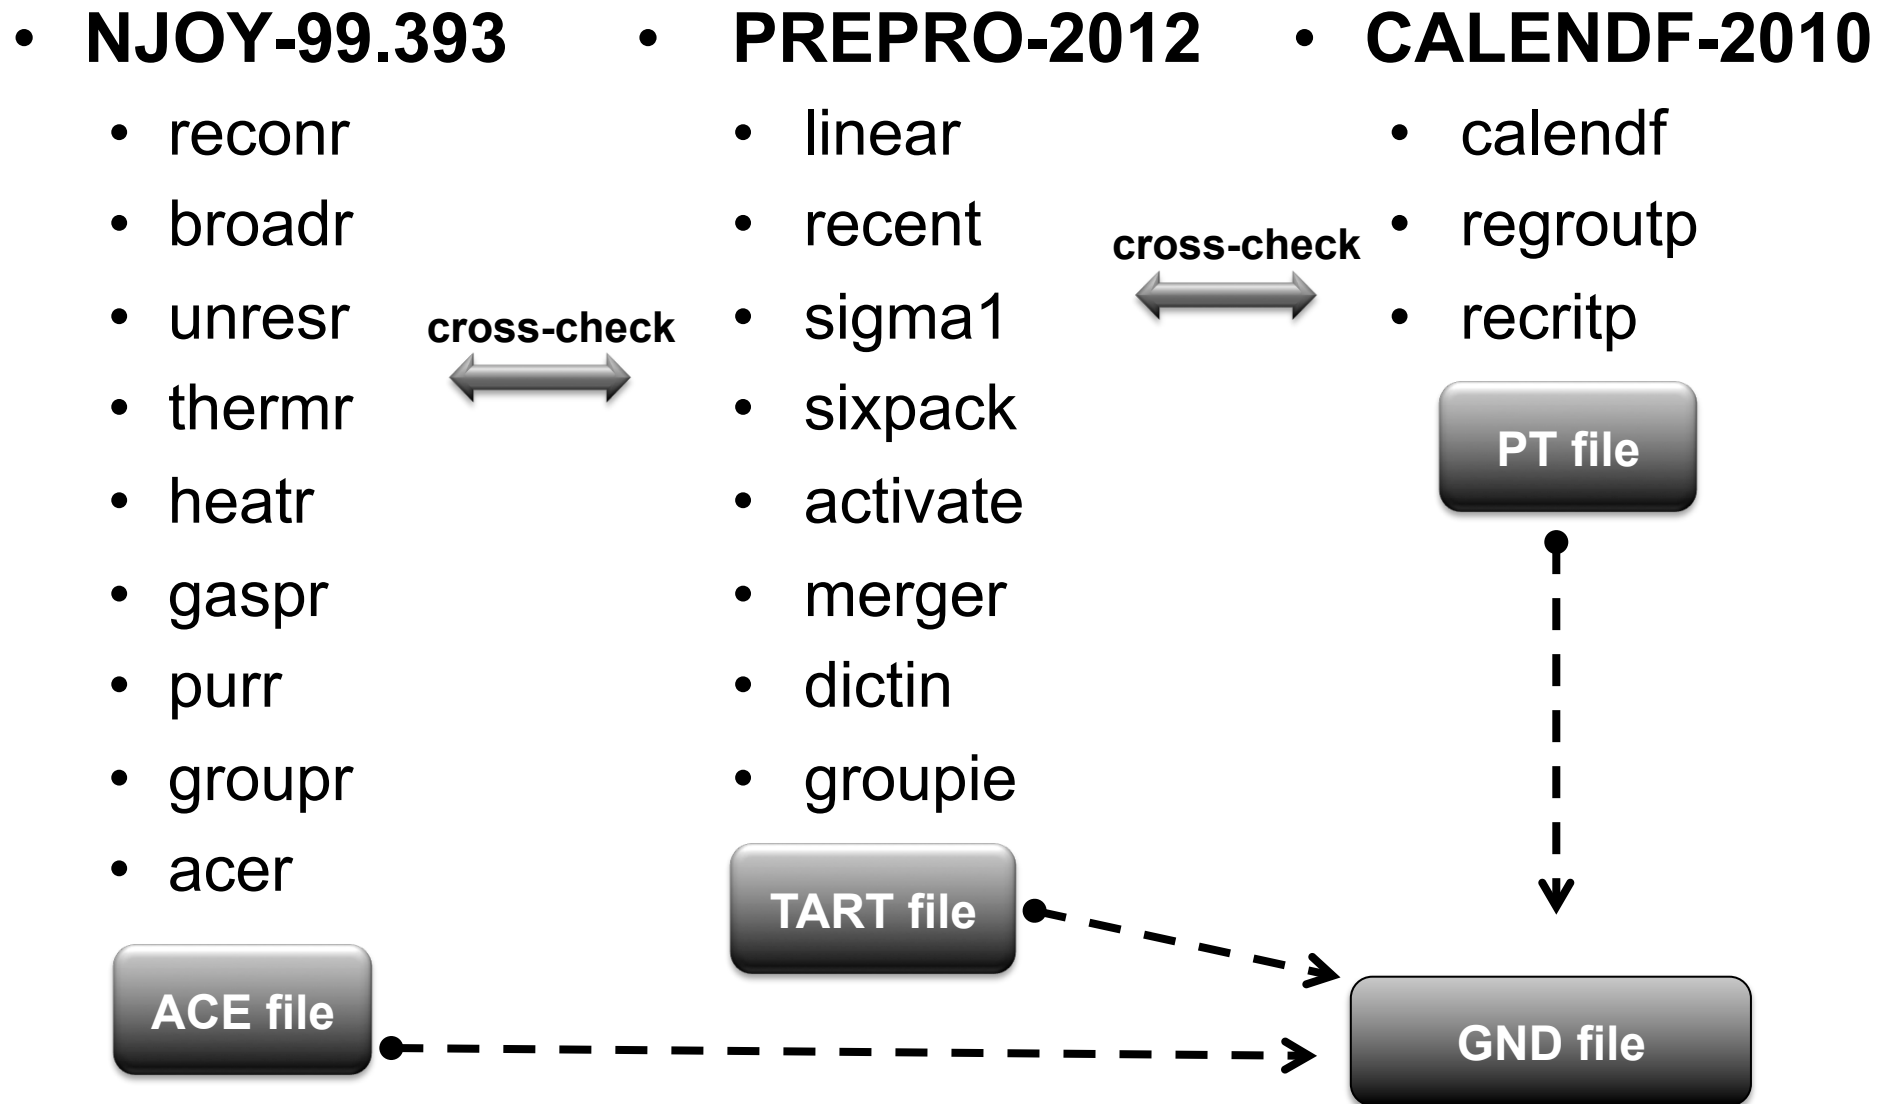 • NJOY-99.393
• reconr
• broadr
• unresr
• thermr
• heatr
• gaspr
• purr
• groupr
• acer
ACE file
cross-check
• PREPRO-2012
• linear
• recent
• sigma1
• sixpack
• activate
• merger
• dictin
• groupie
TART file
cross-check
• CALENDF-2010
• calendf
• regroutp
• recritp
PT file
GND file